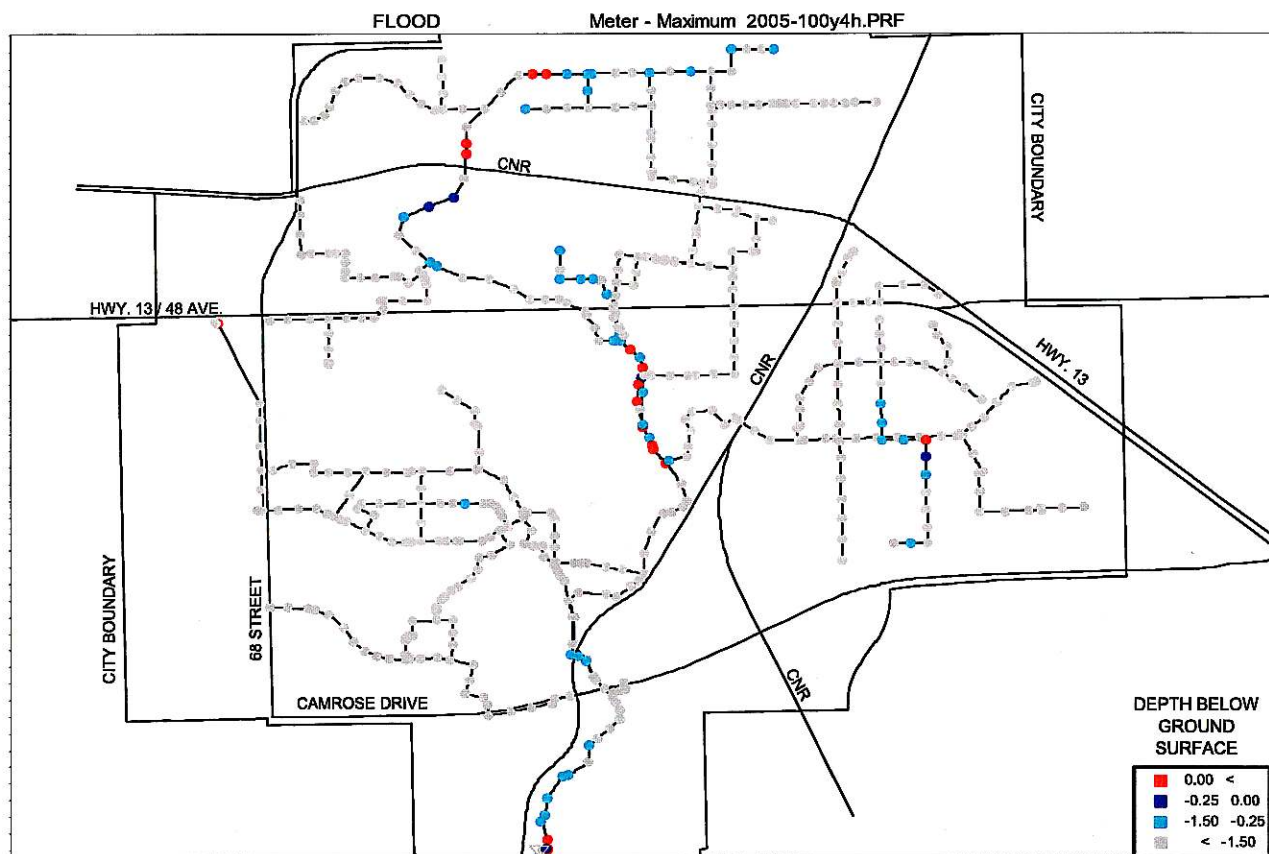 FLOOD Meter - Maximum 2005-100y4h.PRF
CNR
CITY BOUNDARY
HWY. 13 / 48 AVE.
CNR
HWY. 13
CITY BOUNDARY
68 STREET
CAMROSE DRIVE
CNR
DEPTH BELOW
GROUND
SURFACE
0.00 <
-0.25 0.00
-1.50 -0.25
< -1.50